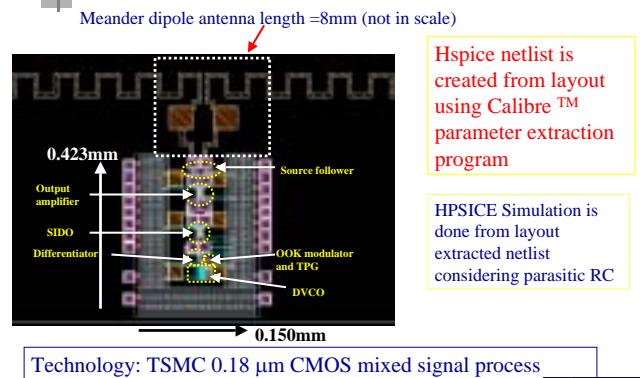 Meander dipole antenna length =8mm (not in scale)
Hspice netlist is
created from layout
using Calibre TM
parameter extraction
program
0.423mm
Source follower
Output
amplifier
SIDO
Differentiator
OOK modulator
and TPG
DVCO
HPSICE Simulation is
done from layout
extracted netlist
considering parasitic RC
0.150mm
Technology: TSMC 0.18 μm CMOS mixed signal process